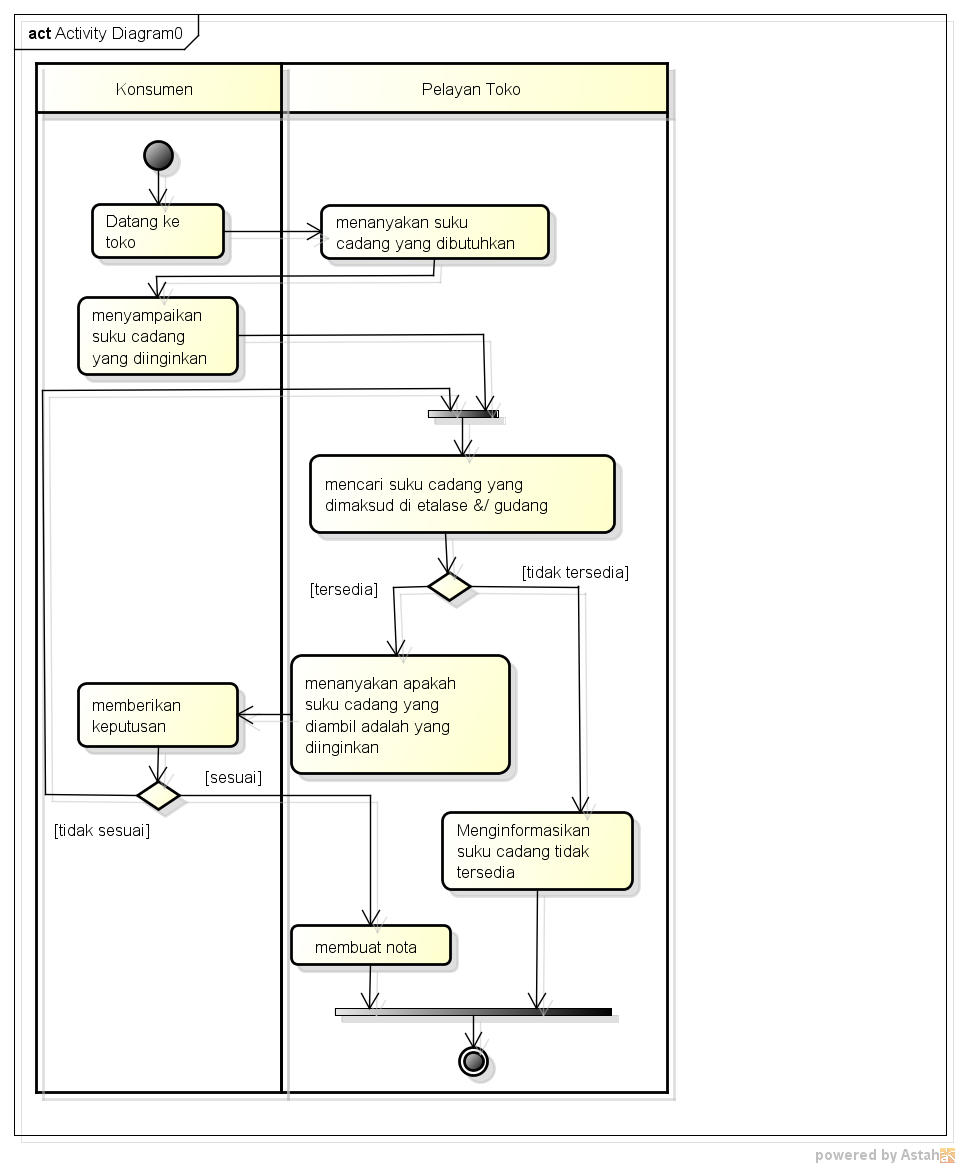 act Activity Diagram0
Konsumen
Pelayan Toko
Datang ke
toko
menanyakan suku
cadang yang dibutuhkan
menyampaikan
suku cadang
yang diinginkan
mencari suku cadang yang
dimaksud di etalase &/ gudang
[tersedia]
[tidak tersedia]
menanyakan apakah
suku cadang yang
diambil adalah yang
diinginkan
memberikan
keputusan
[sesuai]
[tidak sesuai]
Menginformasikan
suku cadang tidak
tersedia
membuat nota
powered by Astah